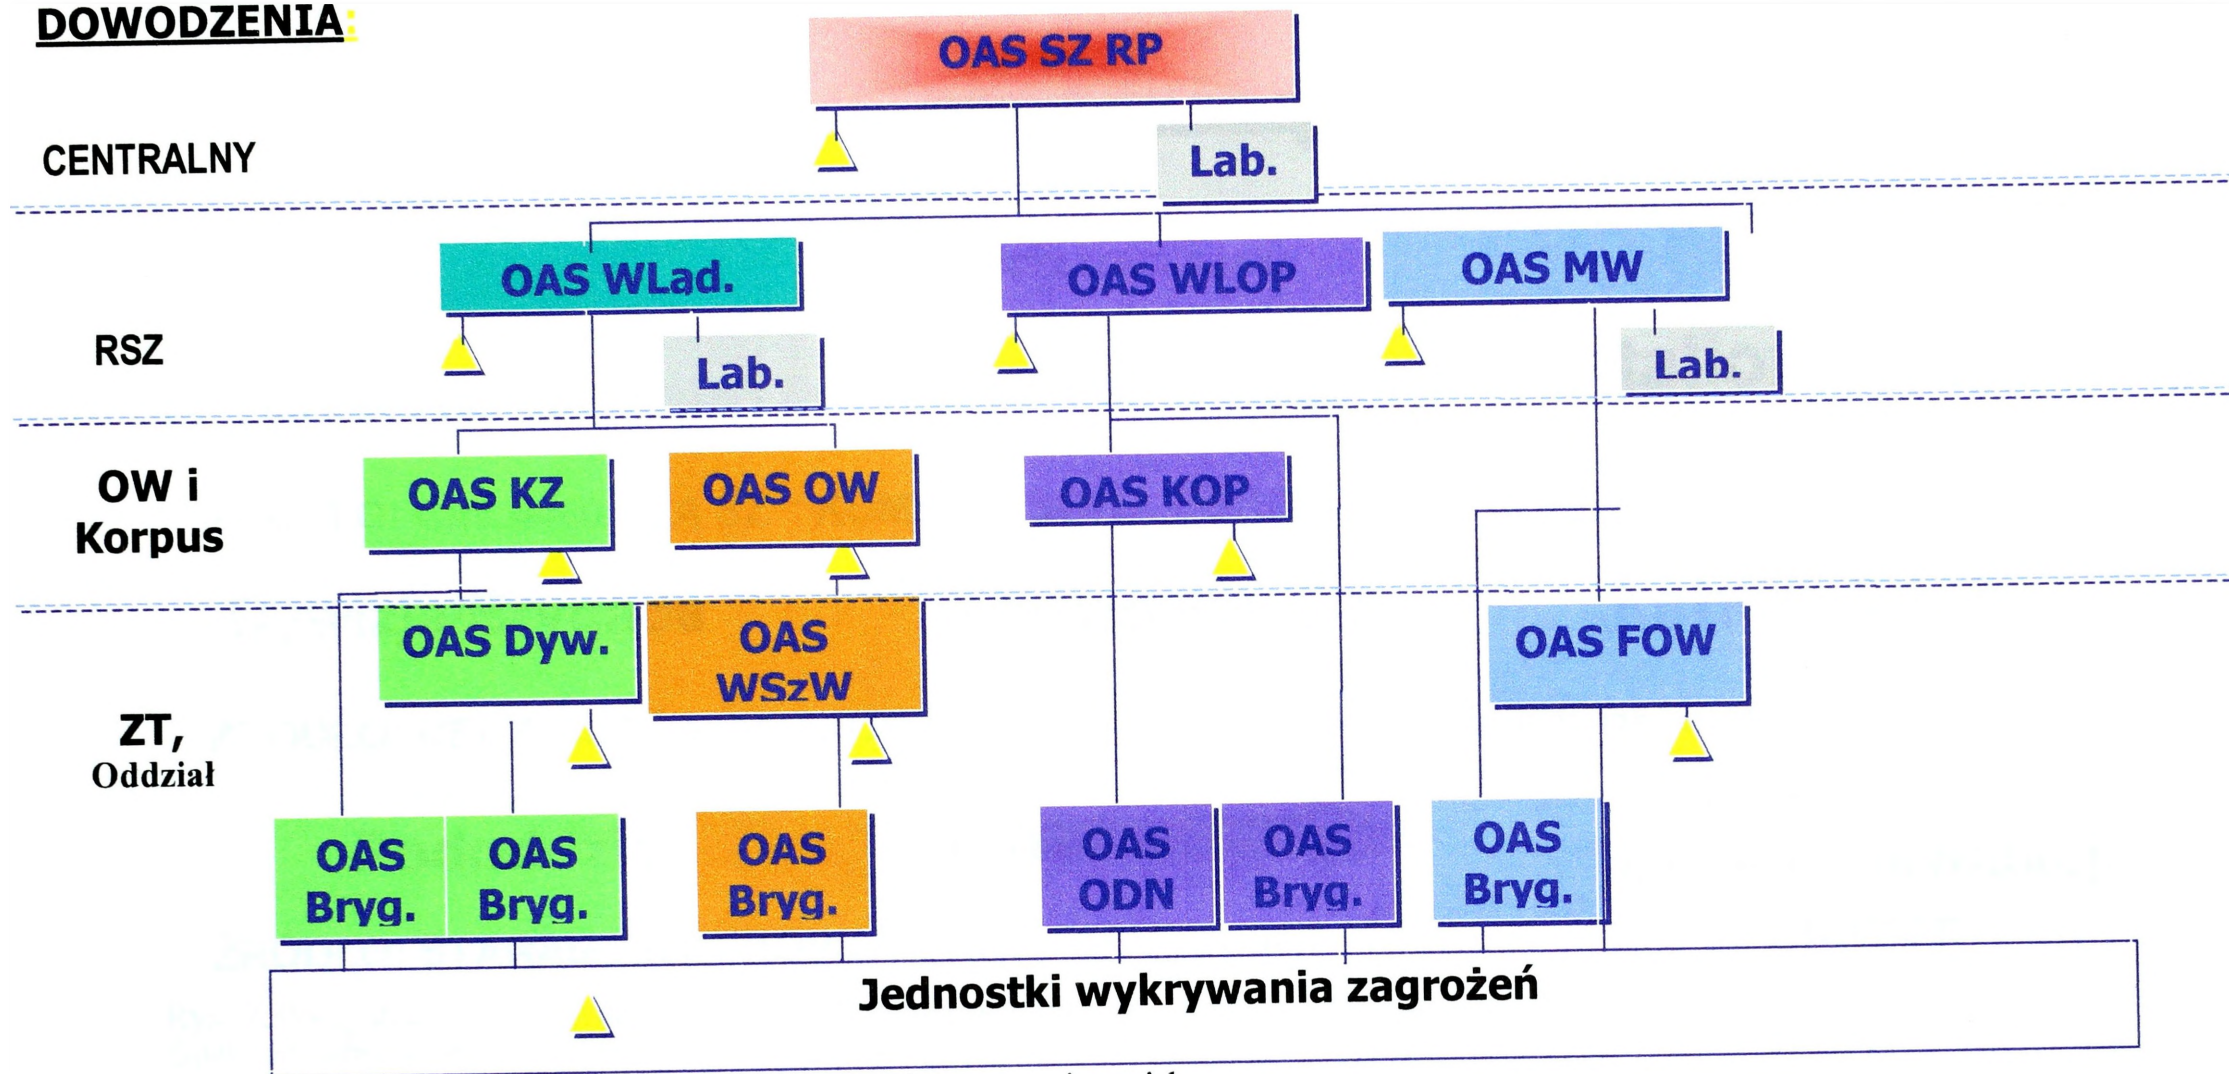 DOWODZENIA:
OAS SZ RP
CENTRALNY
Lab.
OAS WLąd.
OAS WLOP
OAS MW
RSZ
Lab.
Lab.
OW i
Korpus
OAS KZ
OAS OW
OAS KOP
OAS Dyw.
OAS
WSzW
OAS FOW
ZT,
Oddział
OAS
Bryg.
OAS
Bryg.
OAS
Bryg.
OAS
ODN
OAS
Bryg.
OAS
Bryg.
Jednostki wykrywania zagrożeń